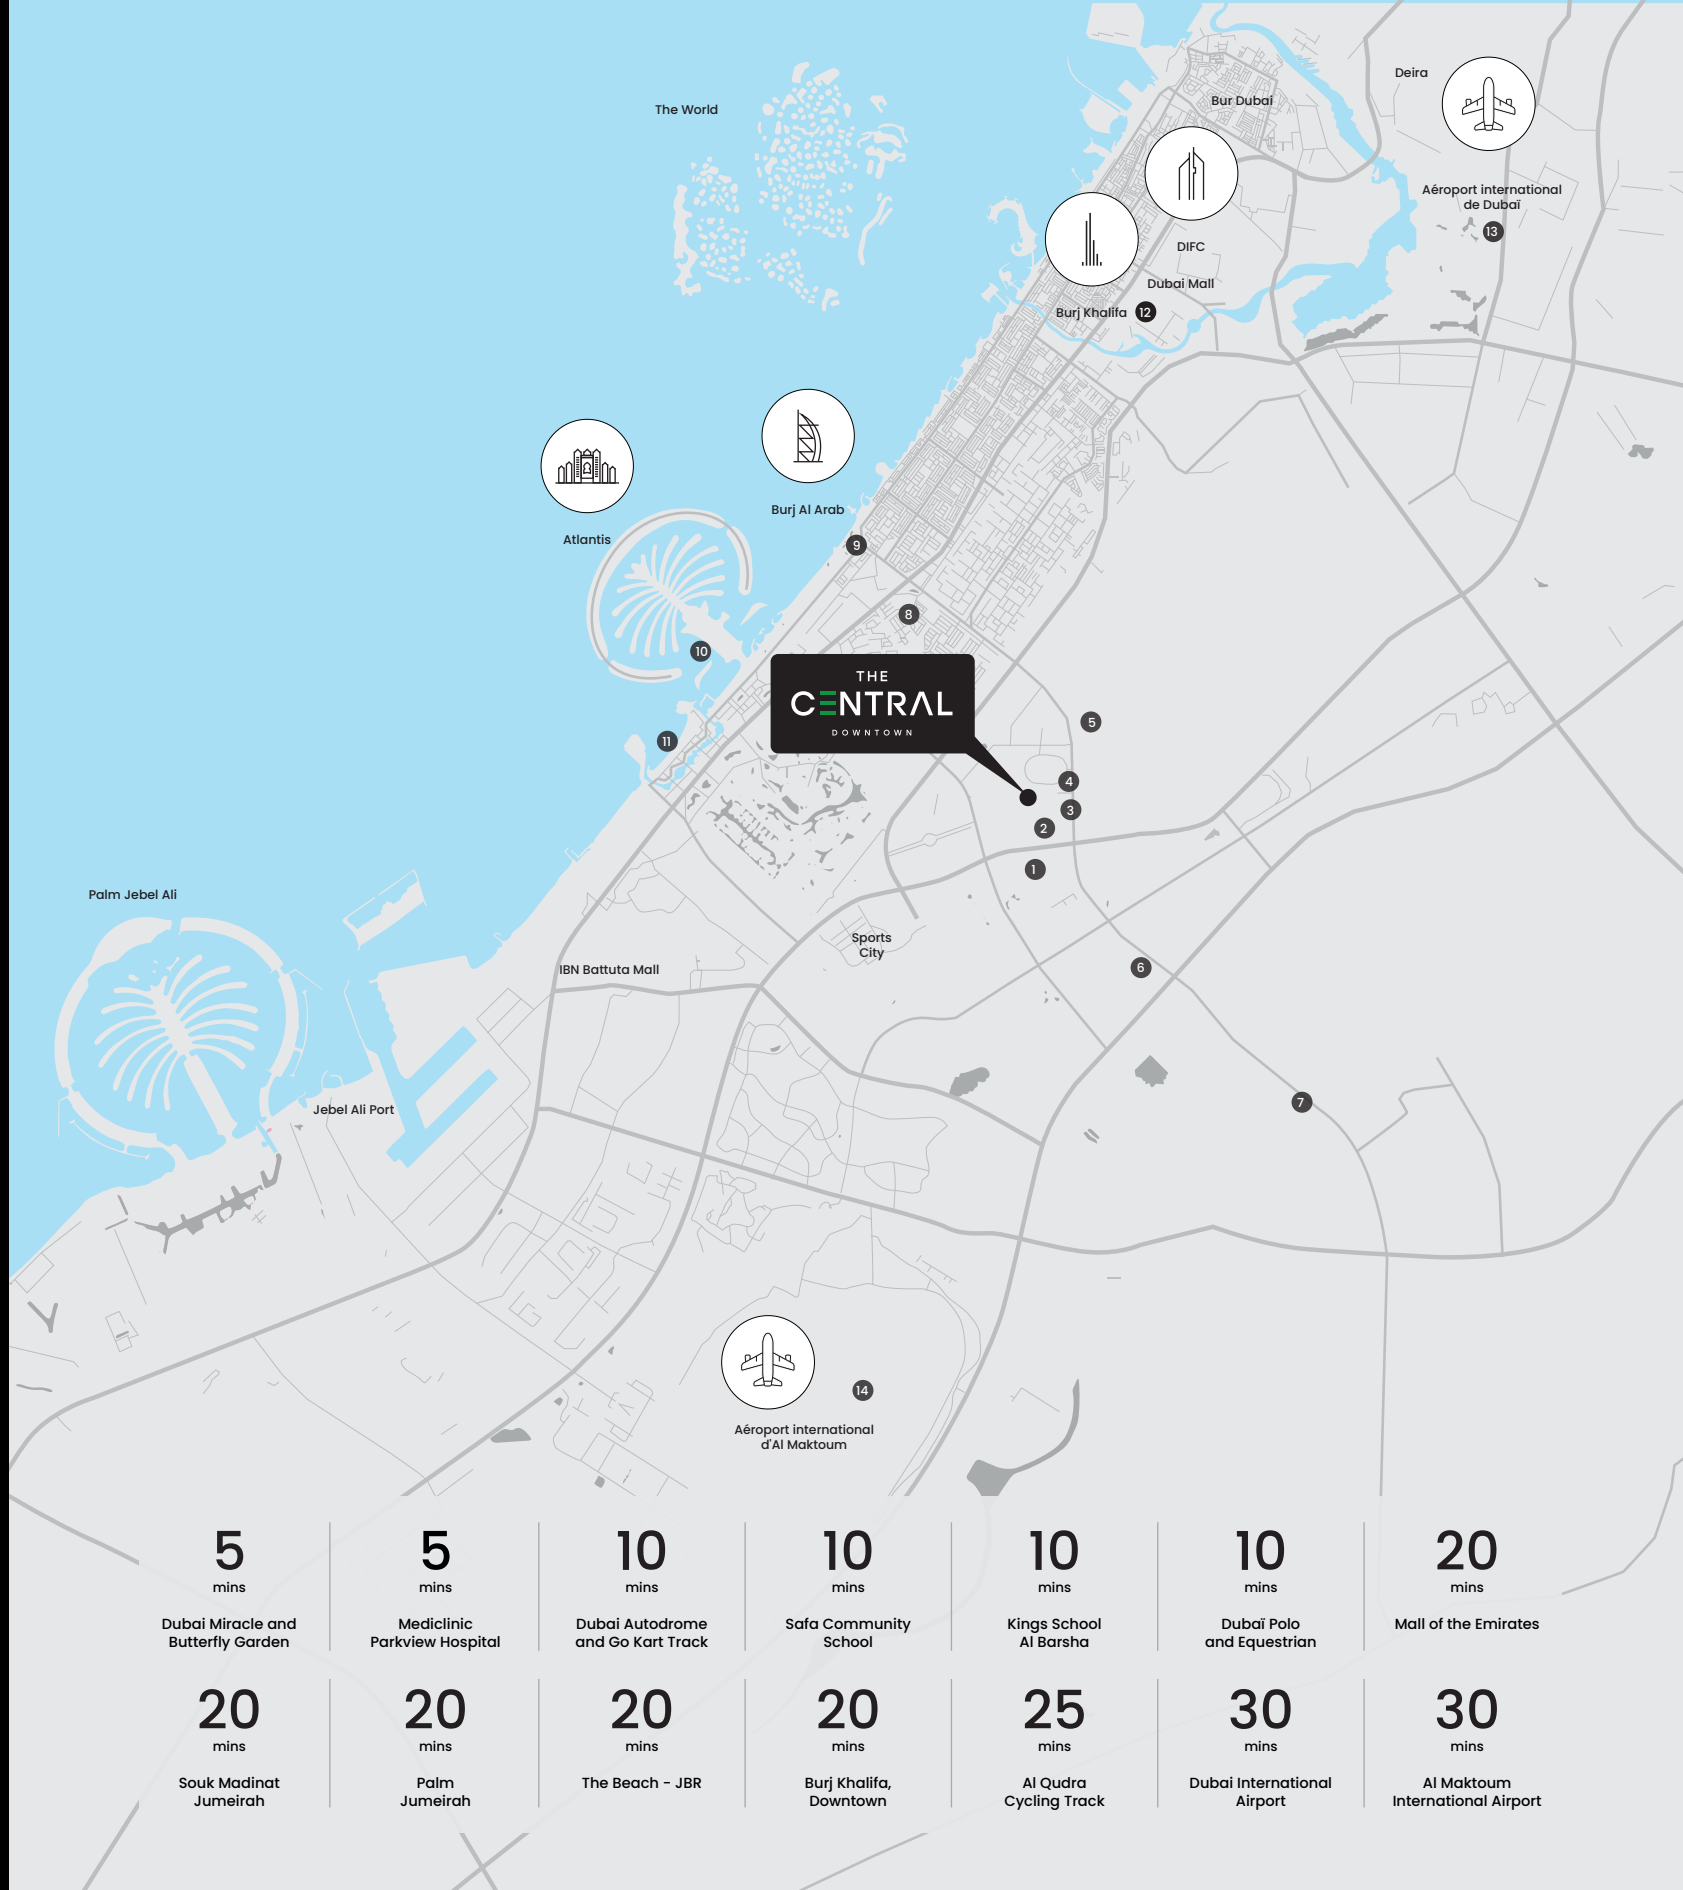 Deira
Bur Dubai
The World
Aéroport international
de Dubaï
13
DIFC
Dubai Mall
Burj Khalifa
12
Burj Al Arab
Atlantis
9
8
10
THE
CENTRAL
DOWNTOWN
5
11
4
3
2
1
Palm Jebel Ali
Sports
City
IBN Battuta Mall
6
7
Jebel Ali Port
14
Aéroport international
d'Al Maktoum
5
mins
Dubai Miracle and
Butterfly Garden
5
mins
Mediclinic
Parkview Hospital
10
mins
Dubai Autodrome
and Go Kart Track
10
mins
Safa Community
School
10
mins
Kings School
Al Barsha
10
mins
Dubaï Polo
and Equestrian
20
mins
Mall of the Emirates
20
mins
Souk Madinat
Jumeirah
20
mins
Palm
Jumeirah
20
mins
The Beach - JBR
20
mins
Burj Khalifa,
Downtown
25
mins
Al Qudra
Cycling Track
30
mins
Dubai International
Airport
30
mins
Al Maktoum
International Airport